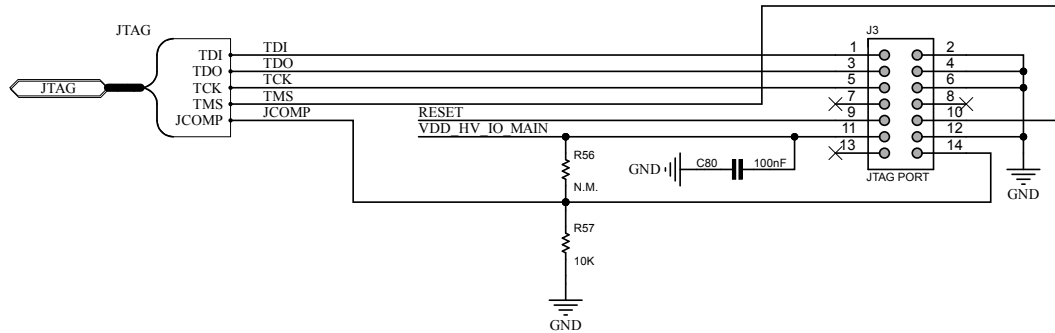 JTAG
J3
TDI TDI 1 2
TDO TDO 3 4
TCK TCK 5 6
JTAG
TMS TMS 7 8
JCOMP JCOMP RESET 9 10
VDD_HV_IO_MAIN 11 12
13 14
R56
GND C80 100nF JTAG PORT
N.M. GND
R57
10K
GND